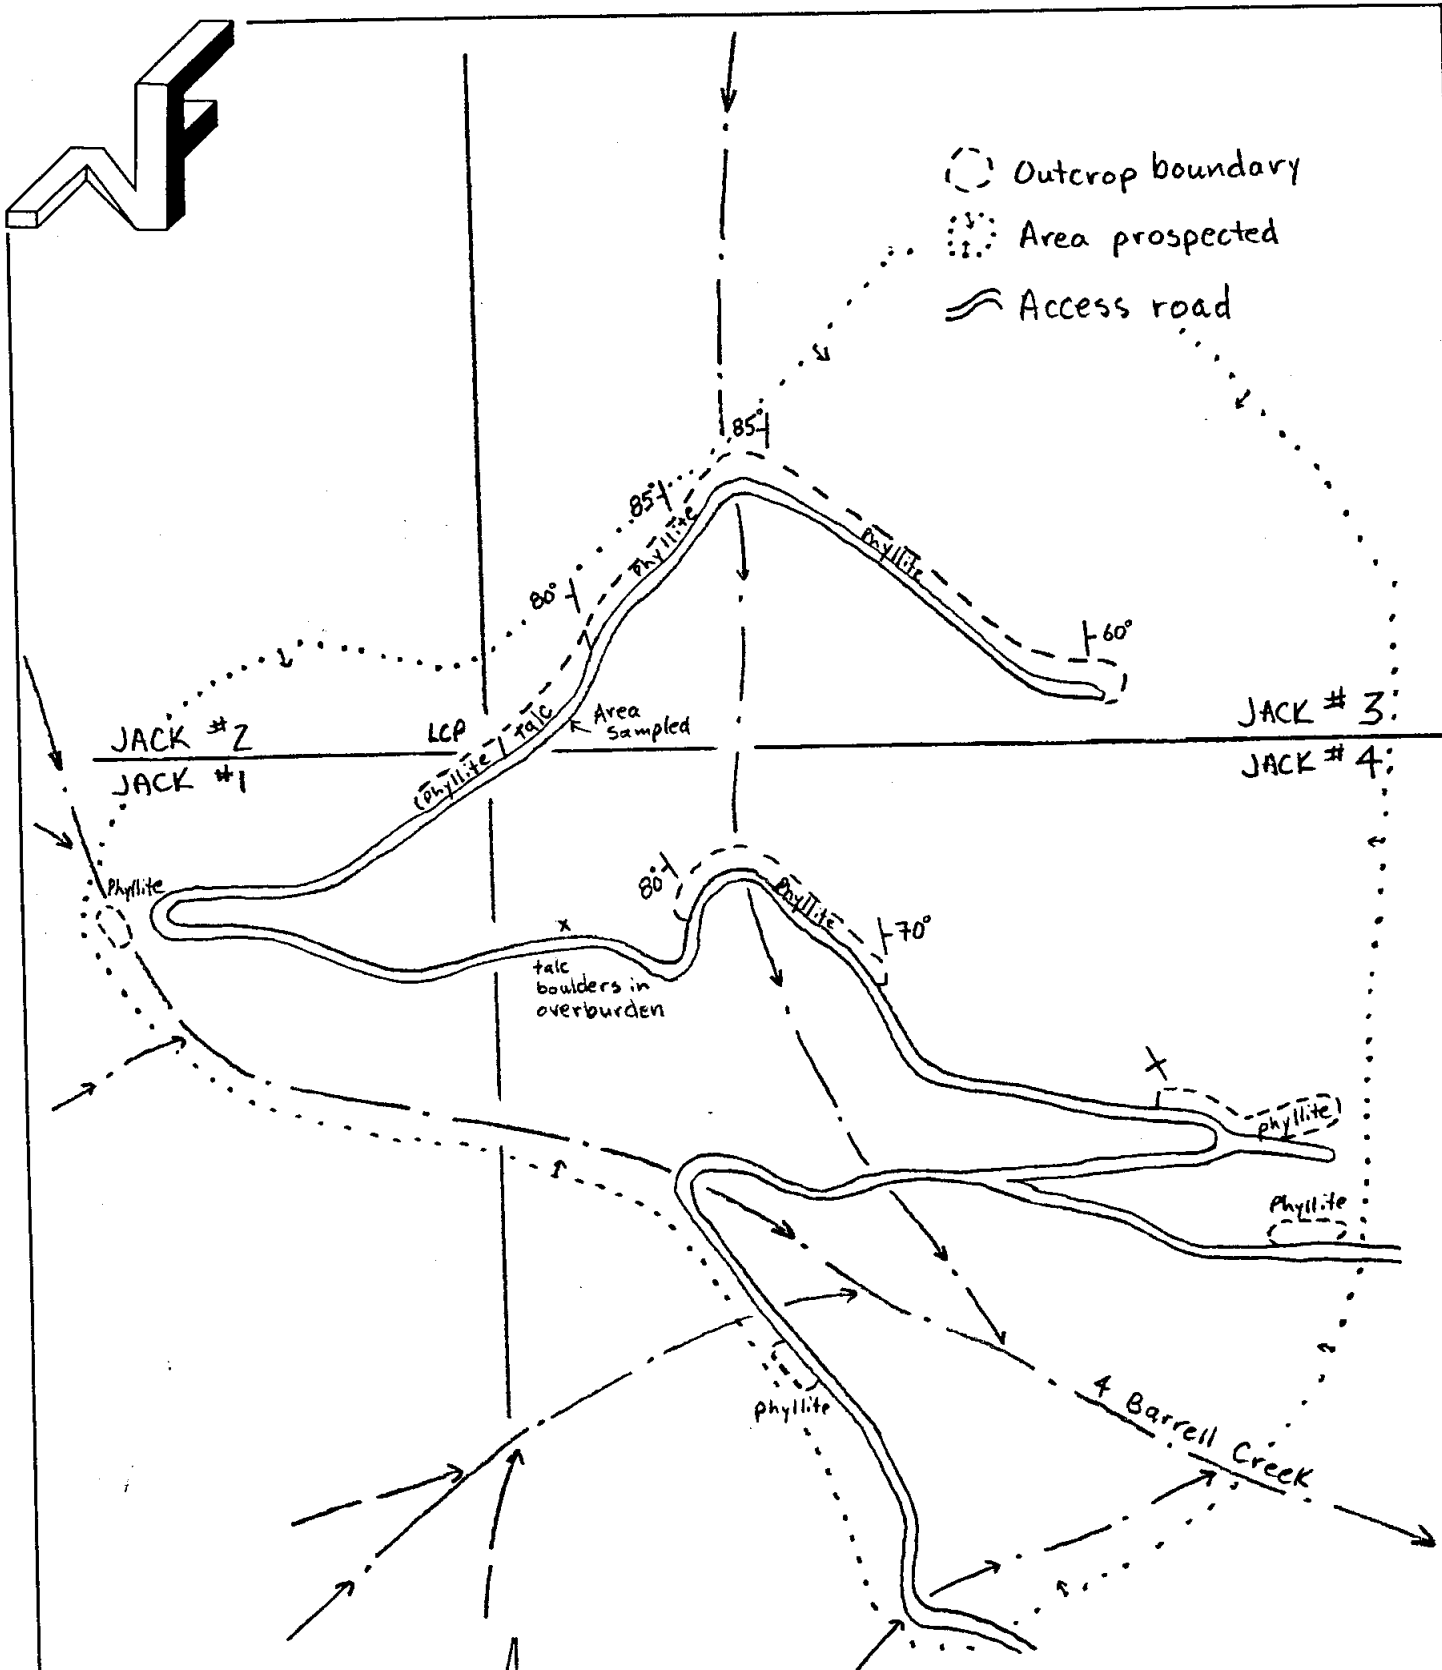 Outcrop boundary
Area prospected
Access road
85°
85°
phyllite
phyllite
80°
60°
JACK #2
LCP
talc
Area
sampled
JACK #3
JACK #1
phyllite
JACK #4
Phyllite
80°
Phyllite
70°
x
talc
boulders in
overburden
phyllite
Phyllite
phyllite
4 Barrell Creek